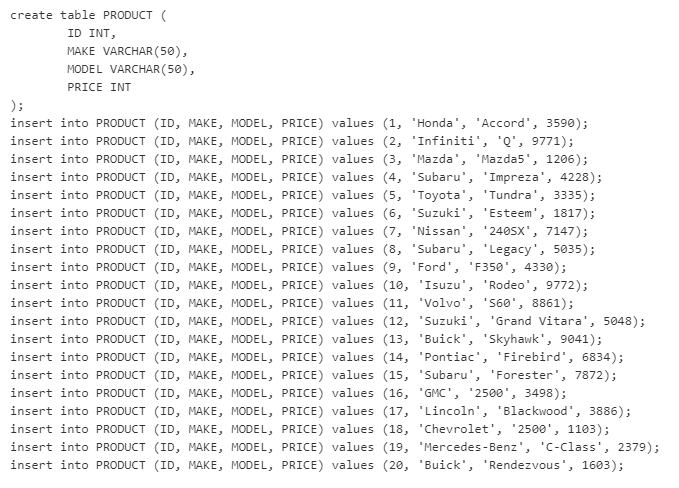 create table PRODUCT (
        ID INT,
        MAKE VARCHAR(50),
        MODEL VARCHAR(50),
        PRICE INT
);
insert into PRODUCT (ID, MAKE, MODEL, PRICE) values (1, 'Honda', 'Accord', 3590);
insert into PRODUCT (ID, MAKE, MODEL, PRICE) values (2, 'Infiniti', 'Q', 9771);
insert into PRODUCT (ID, MAKE, MODEL, PRICE) values (3, 'Mazda', 'Mazda5', 1206);
insert into PRODUCT (ID, MAKE, MODEL, PRICE) values (4, 'Subaru', 'Impreza', 4228);
insert into PRODUCT (ID, MAKE, MODEL, PRICE) values (5, 'Toyota', 'Tundra', 3335);
insert into PRODUCT (ID, MAKE, MODEL, PRICE) values (6, 'Suzuki', 'Esteem', 1817);
insert into PRODUCT (ID, MAKE, MODEL, PRICE) values (7, 'Nissan', '240SX', 7147);
insert into PRODUCT (ID, MAKE, MODEL, PRICE) values (8, 'Subaru', 'Legacy', 5035);
insert into PRODUCT (ID, MAKE, MODEL, PRICE) values (9, 'Ford', 'F350', 4330);
insert into PRODUCT (ID, MAKE, MODEL, PRICE) values (10, 'Isuzu', 'Rodeo', 9772);
insert into PRODUCT (ID, MAKE, MODEL, PRICE) values (11, 'Volvo', 'S60', 8861);
insert into PRODUCT (ID, MAKE, MODEL, PRICE) values (12, 'Suzuki', 'Grand Vitara', 5048);
insert into PRODUCT (ID, MAKE, MODEL, PRICE) values (13, 'Buick', 'Skyhawk', 9041);
insert into PRODUCT (ID, MAKE, MODEL, PRICE) values (14, 'Pontiac', 'Firebird', 6834);
insert into PRODUCT (ID, MAKE, MODEL, PRICE) values (15, 'Subaru', 'Forester', 7872);
insert into PRODUCT (ID, MAKE, MODEL, PRICE) values (16, 'GMC', '2500', 3498);
insert into PRODUCT (ID, MAKE, MODEL, PRICE) values (17, 'Lincoln', 'Blackwood', 3886);
insert into PRODUCT (ID, MAKE, MODEL, PRICE) values (18, 'Chevrolet', '2500', 1103);
insert into PRODUCT (ID, MAKE, MODEL, PRICE) values (19, 'Mercedes-Benz', 'C-Class', 2379);
insert into PRODUCT (ID, MAKE, MODEL, PRICE) values (20, 'Buick', 'Rendezvous', 1603);